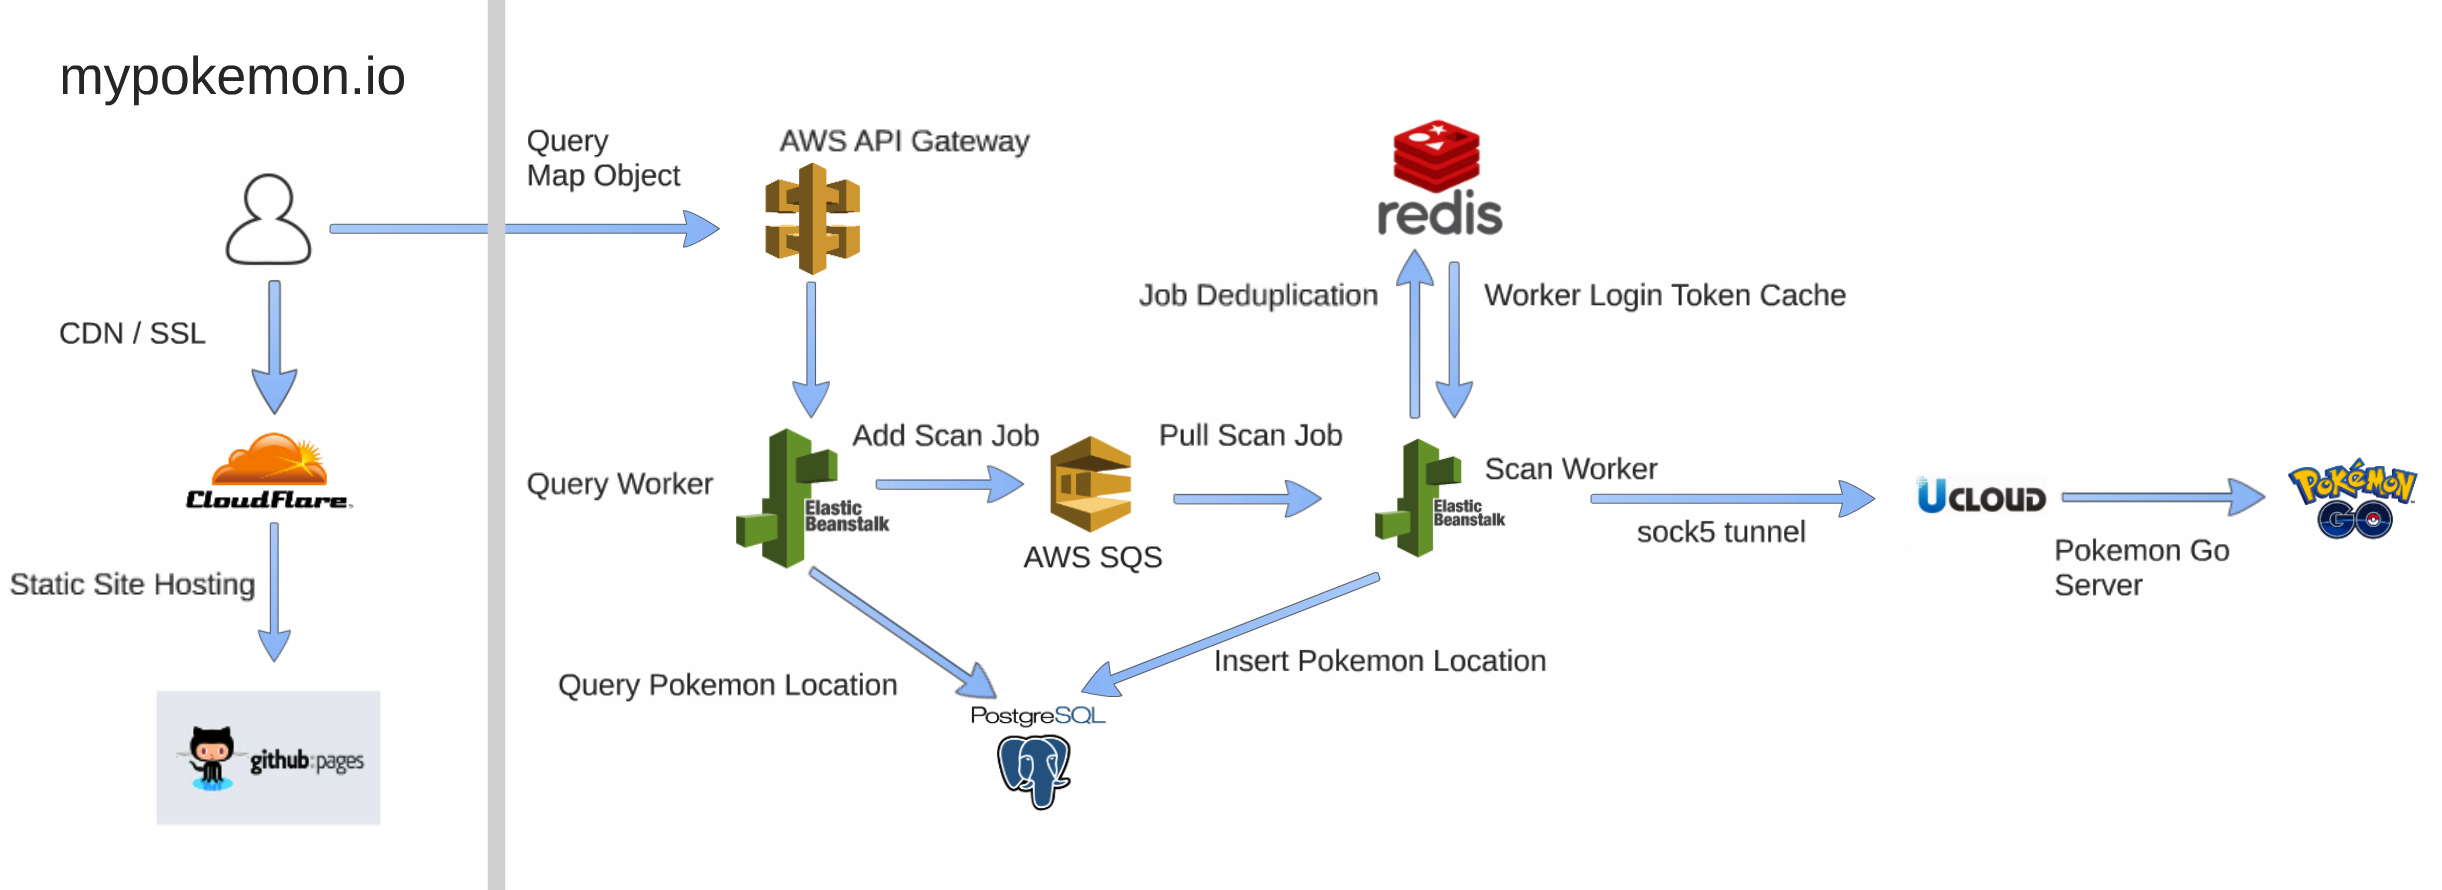 mypokemon.io
Query
Map Object
AWS API Gateway
redis
CDN / SSL
Job Deduplication
Worker Login Token Cache
CloudFlare
Query Worker
Elastic
Beanstalk
Add Scan Job
AWS SQS
Pull Scan Job
Elastic
Beanstalk
Scan Worker
sock5 tunnel
UCLOUD
Pokemon Go
Server
POKéMON
GO
Static Site Hosting
Query Pokemon Location
Insert Pokemon Location
PostgreSQL
github:pages